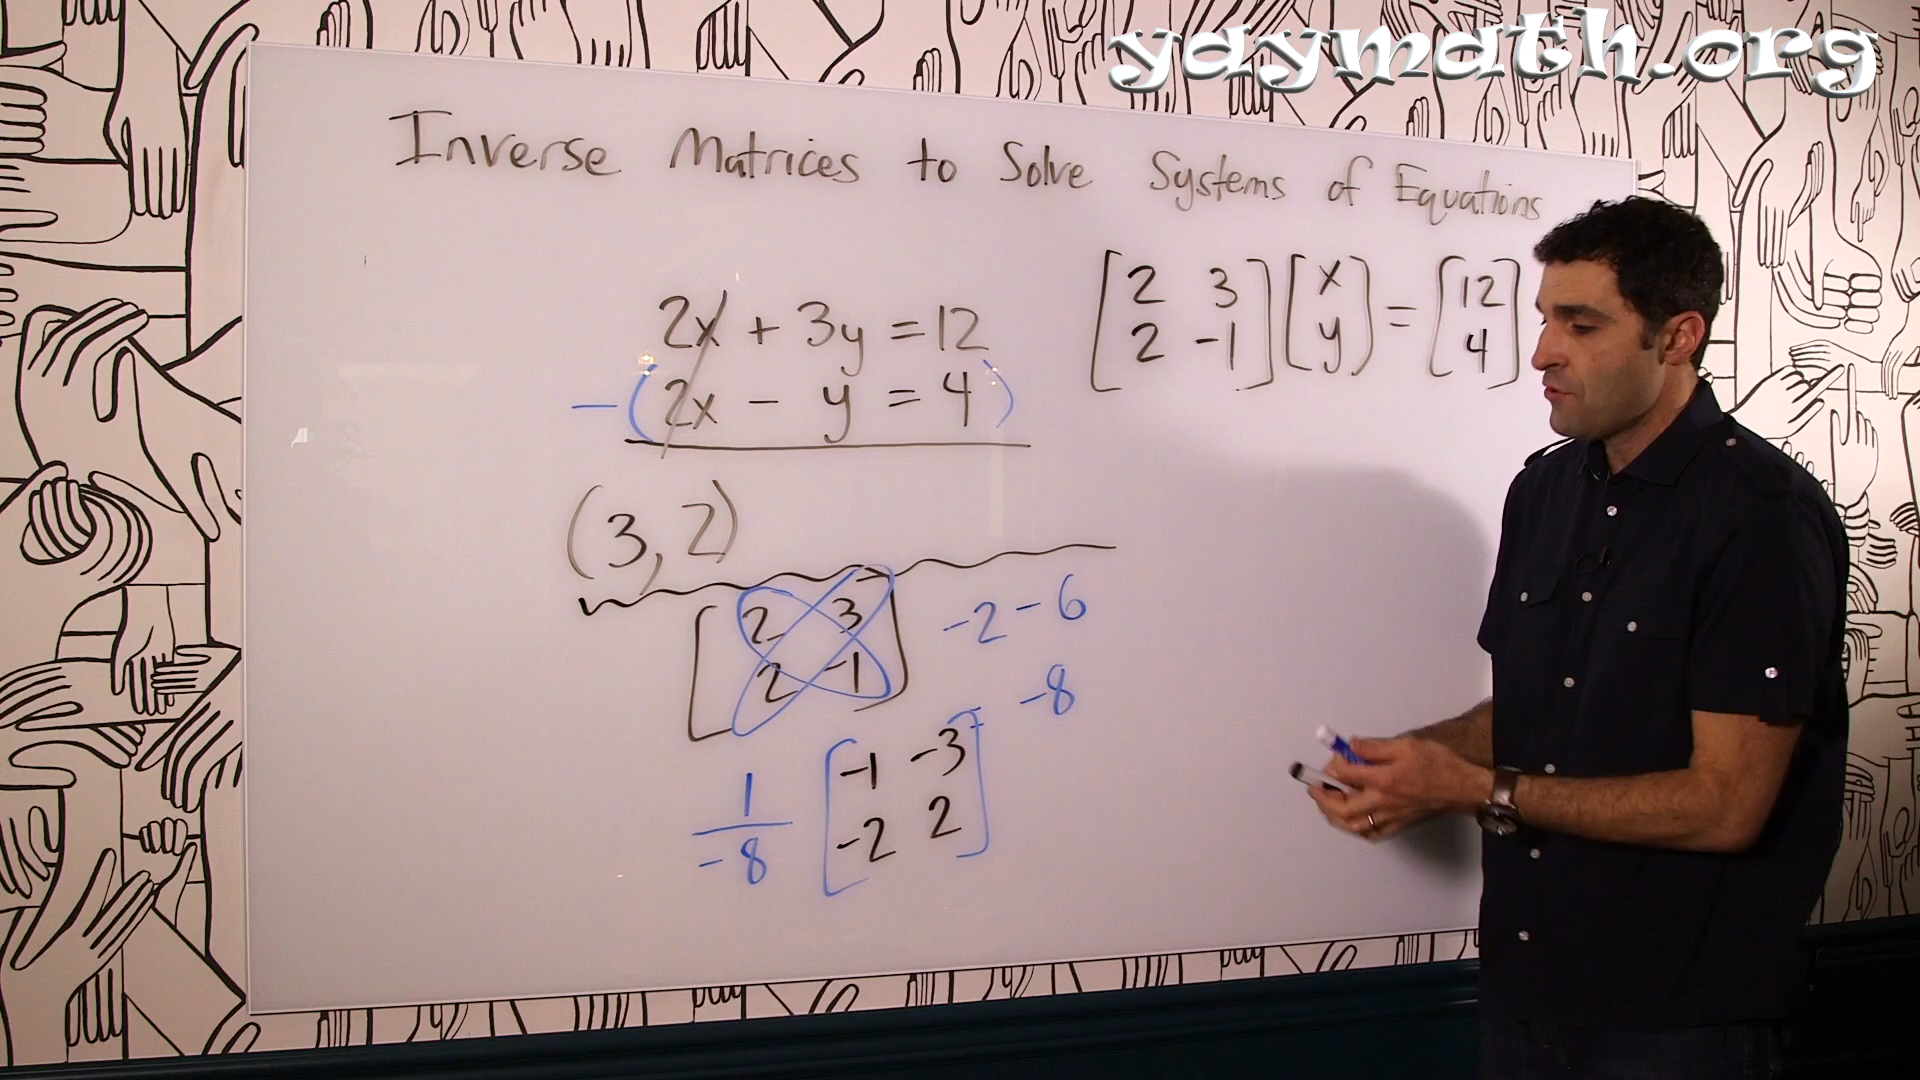 yaymath.org
Inverse Matrices to Solve Systems of Equations
2x + 3y = 12
-(2x - y = 4)
(3, 2)
[2 3] [x] = [12]
[2 -1] [y] [4]
[2 3] -2 -6
[2 -1] -8
1/-8 [-1 -3]
[-2 2]